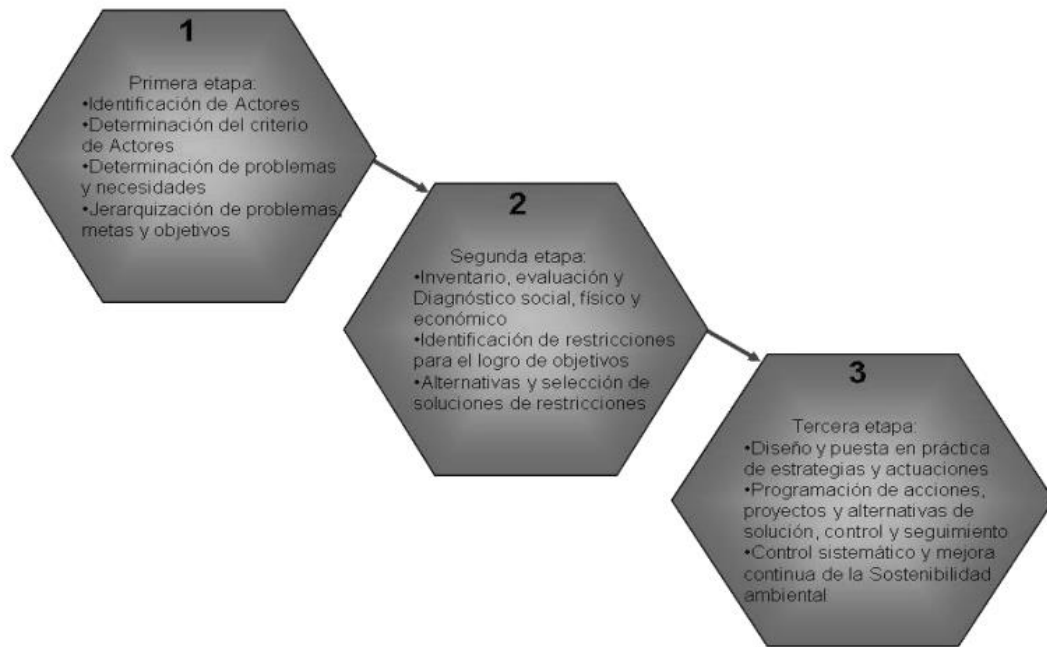 1
Primera etapa:
•Identificación de Actores
•Determinación del criterio
de Actores
•Determinación de problemas
y necesidades
•Jerarquización de problemas,
metas y objetivos
2
Segunda etapa:
•Inventario, evaluación y
Diagnóstico social, físico y
económico
•Identificación de restricciones
para el logro de objetivos
•Alternativas y selección de
soluciones de restricciones
3
Tercera etapa:
•Diseño y puesta en práctica
de estrategias y actuaciones
•Programación de acciones,
proyectos y alternativas de
solución, control y seguimiento
•Control sistemático y mejora
continua de la Sostenibilidad
ambiental